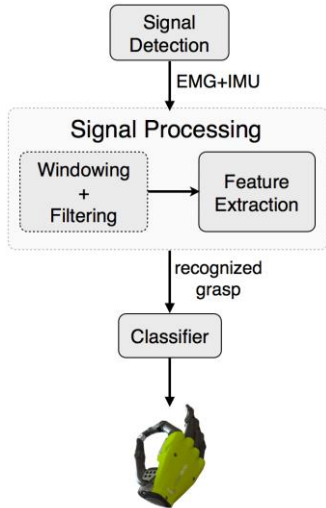 Signal
Detection
EMG+IMU
Signal Processing
Windowing
+
Filtering
Feature
Extraction
recognized
grasp
Classifier